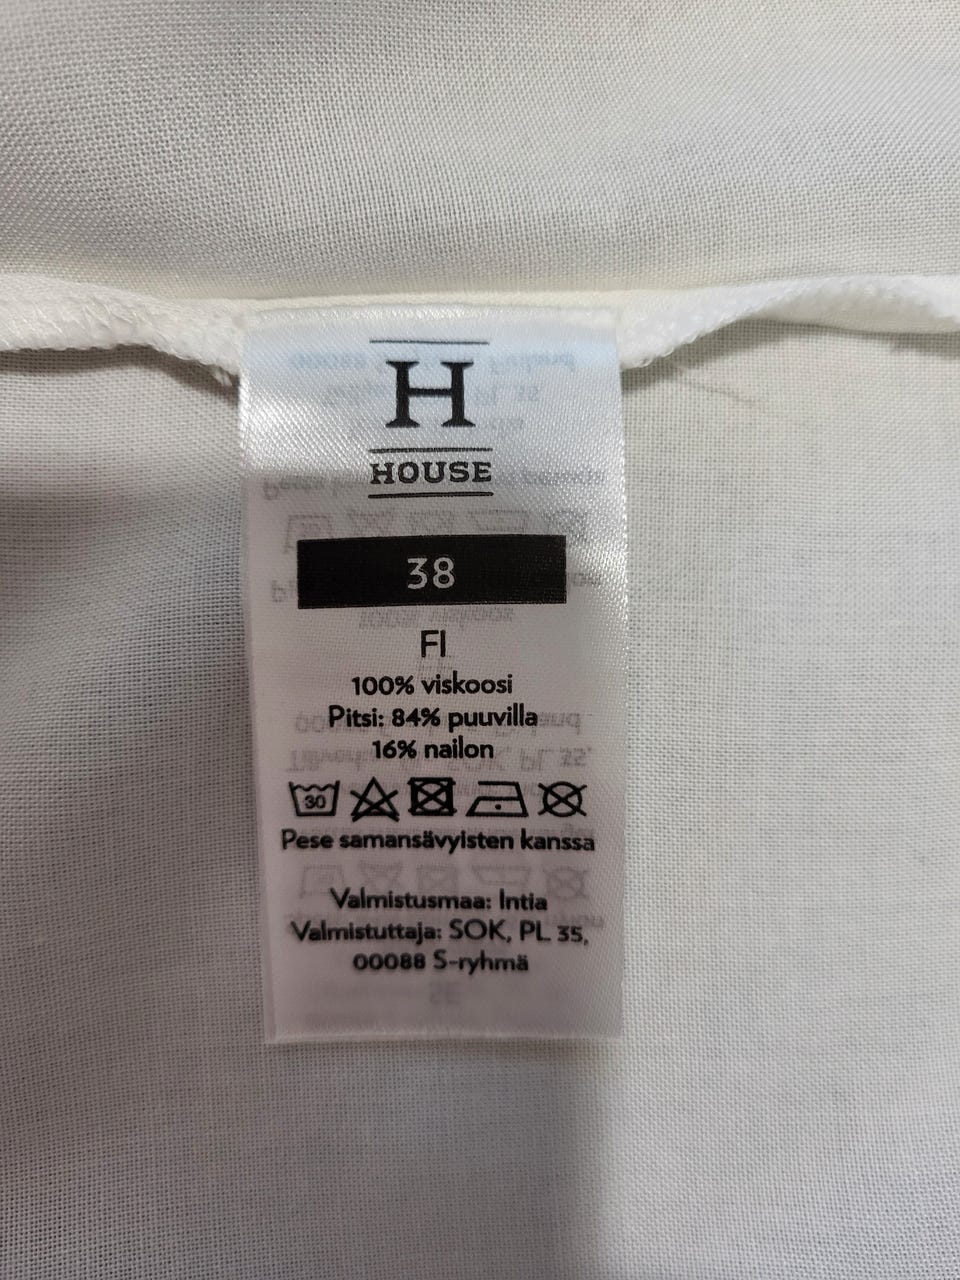 H
HOUSE
38
FI
100% viskoosi
Pitsi: 84% puuvilla
16% nailon
30
Pese samansävyisten kanssa
Valmistusmaa: Intia
Valmistuttaja: SOK, PL 35,
00088 S-ryhmä